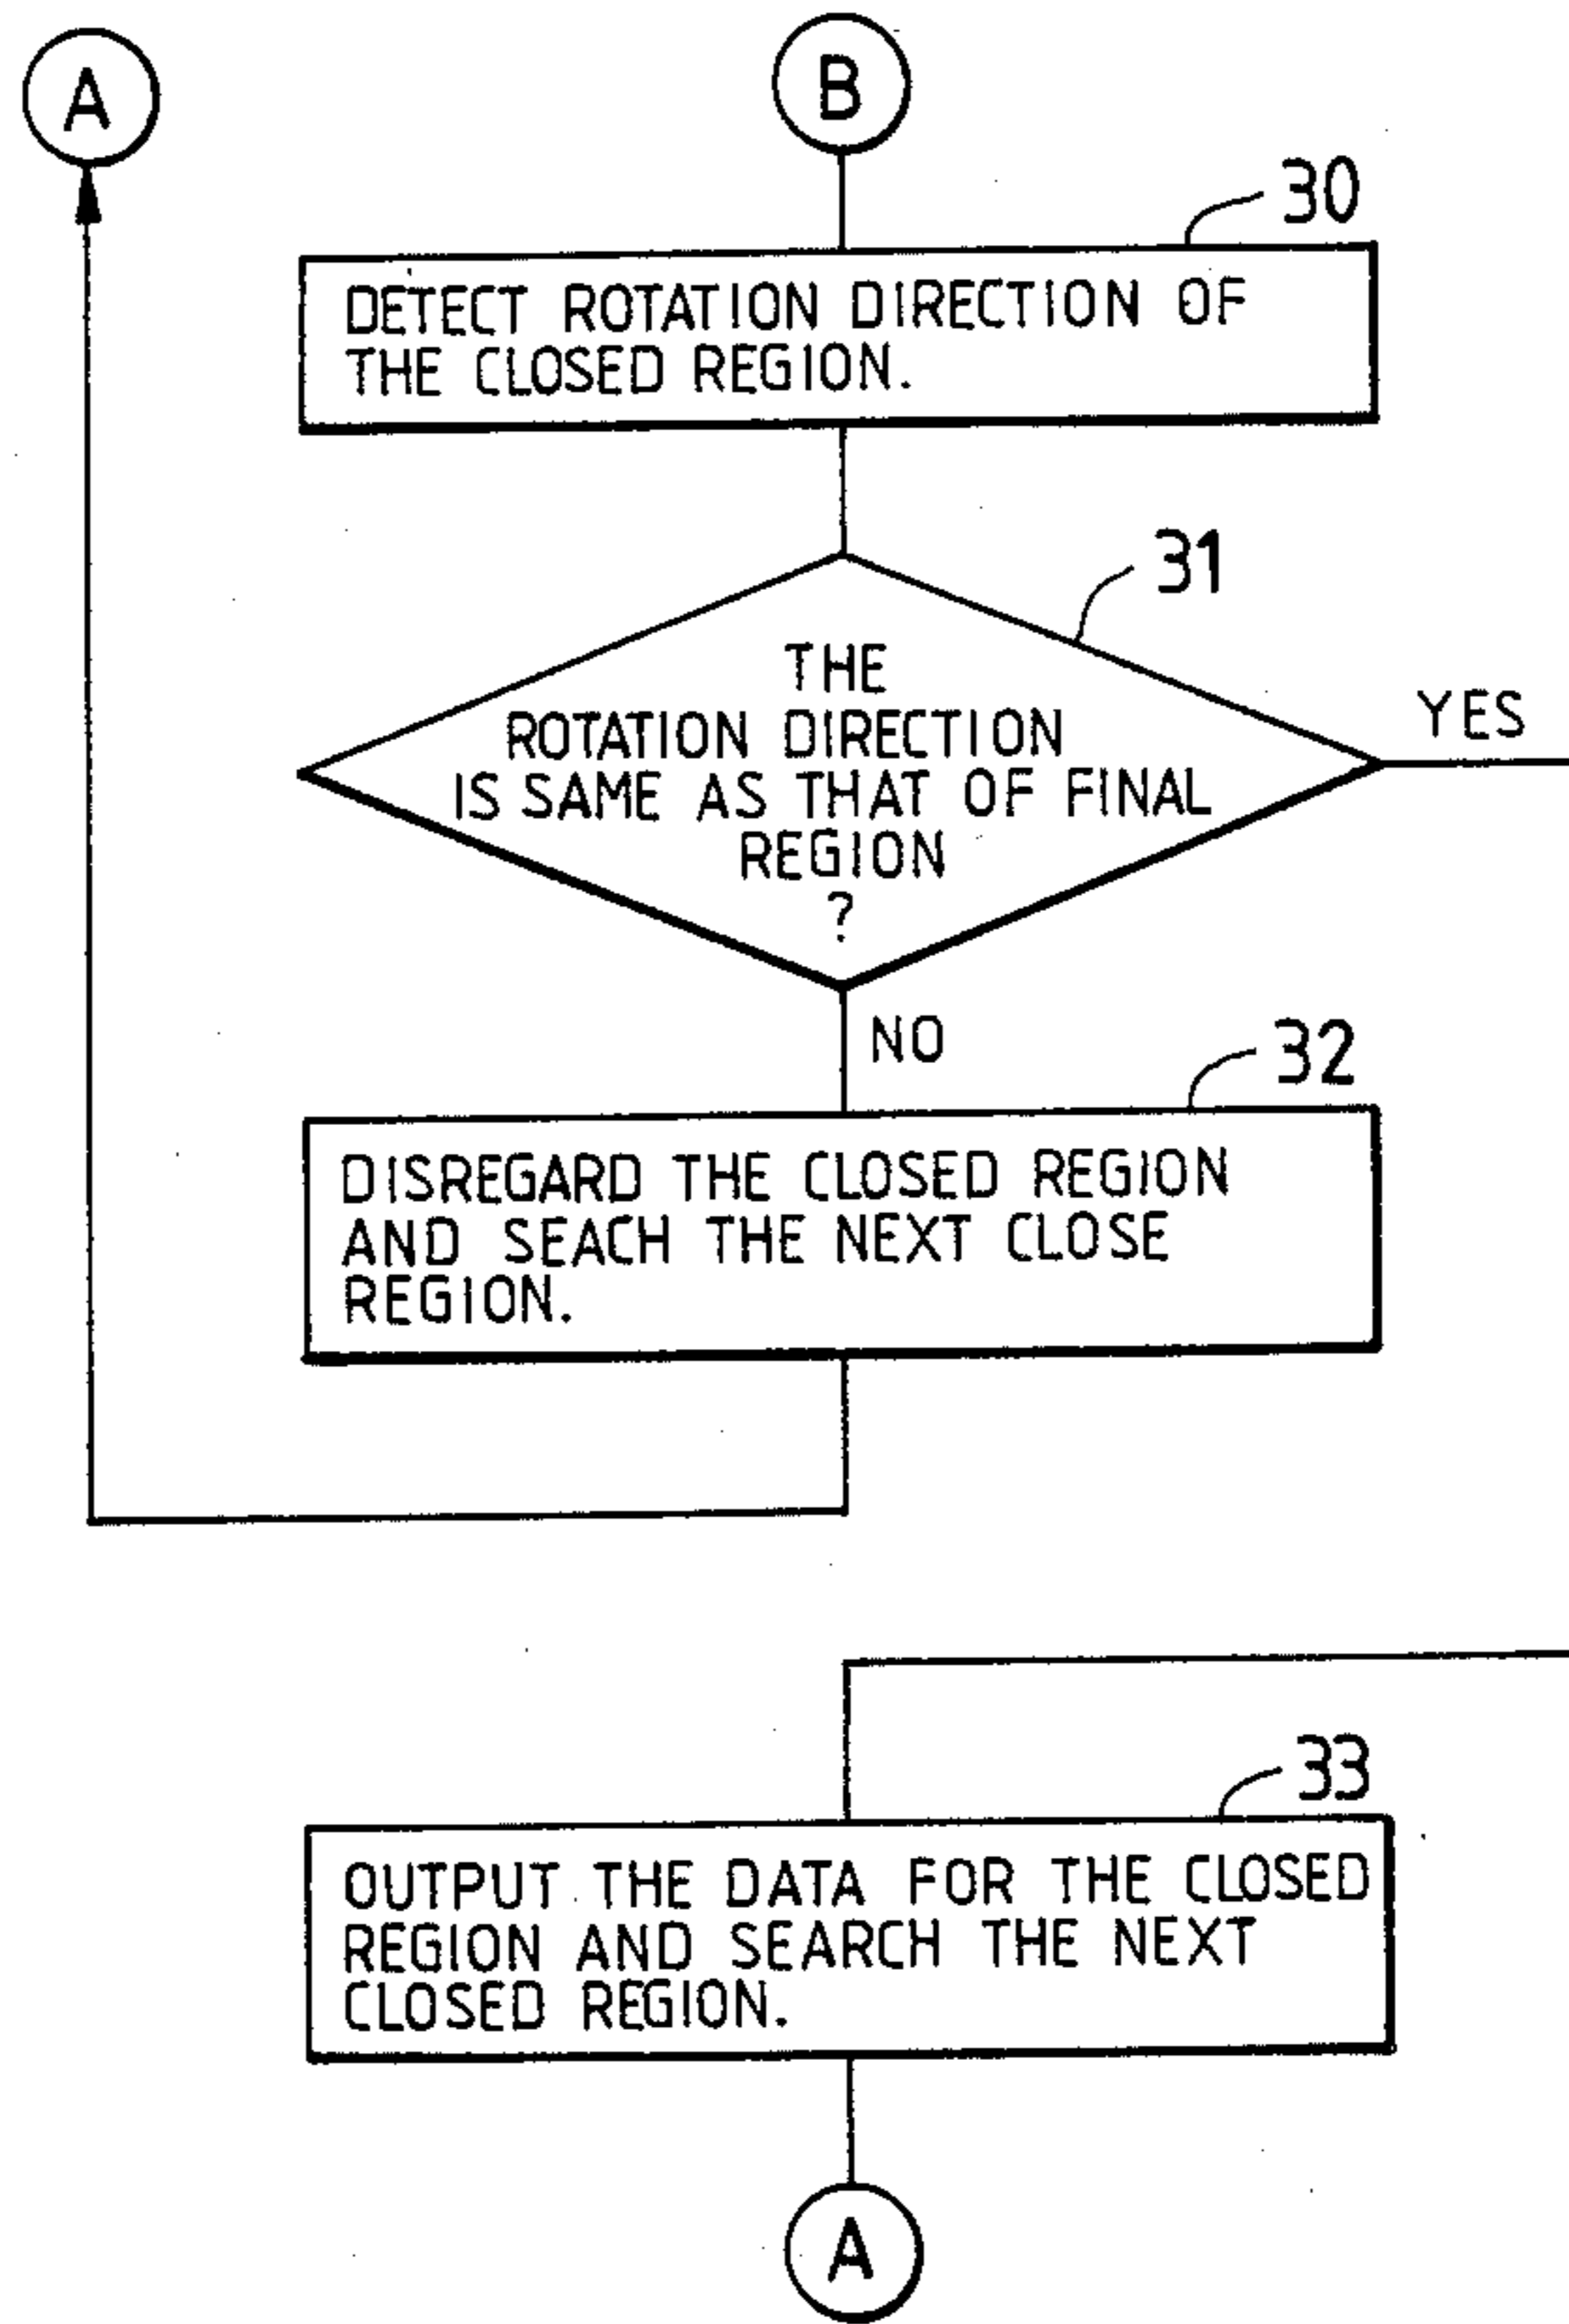 A
B
30
DETECT ROTATION DIRECTION OF
THE CLOSED REGION.
31
THE
ROTATION DIRECTION
IS SAME AS THAT OF FINAL
REGION
?
YES
NO
32
DISREGARD THE CLOSED REGION
AND SEACH THE NEXT CLOSE
REGION.
33
OUTPUT THE DATA FOR THE CLOSED
REGION AND SEARCH THE NEXT
CLOSED REGION.
A